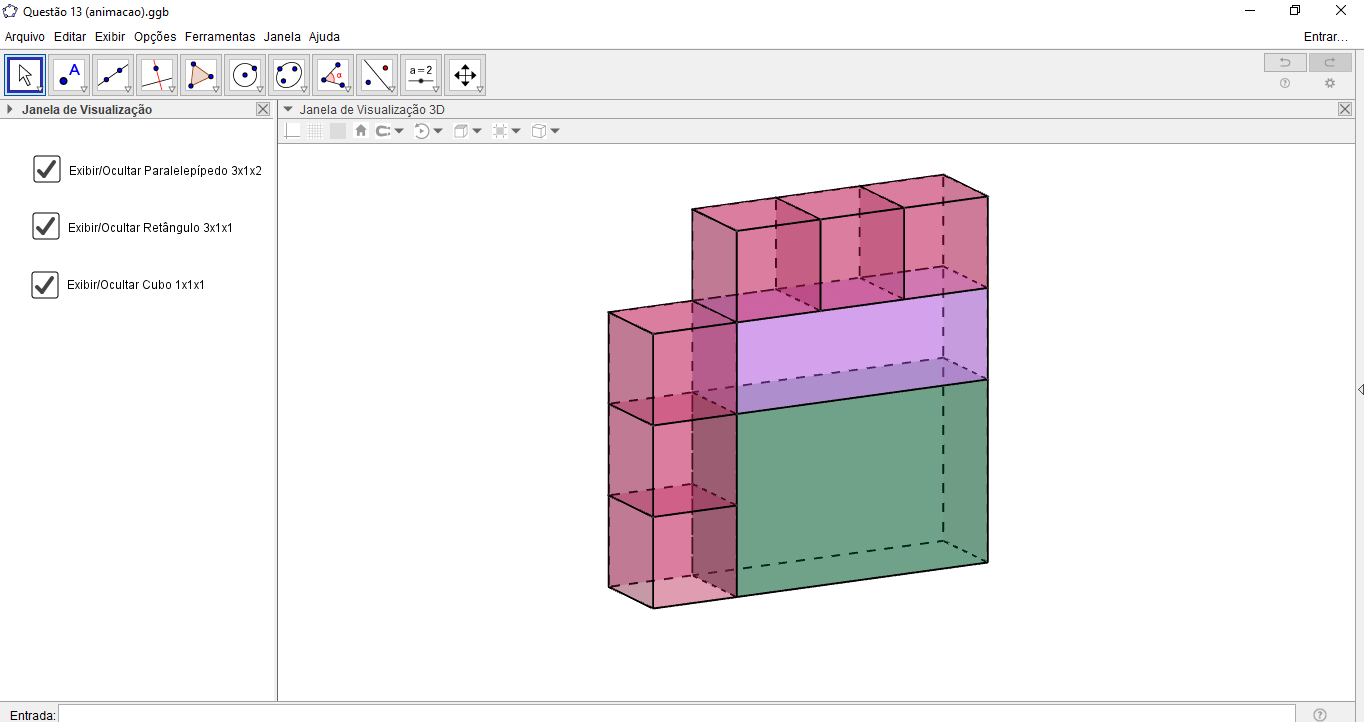 Questão 13 (animacao).ggb
Arquivo Editar Exibir Opções Ferramentas Janela Ajuda
Entrar...
A
α
a=2
Janela de Visualização
Janela de Visualização 3D
Exibir/Ocultar Paralelepípedo 3x1x2
Exibir/Ocultar Retângulo 3x1x1
Exibir/Ocultar Cubo 1x1x1
Entrada: